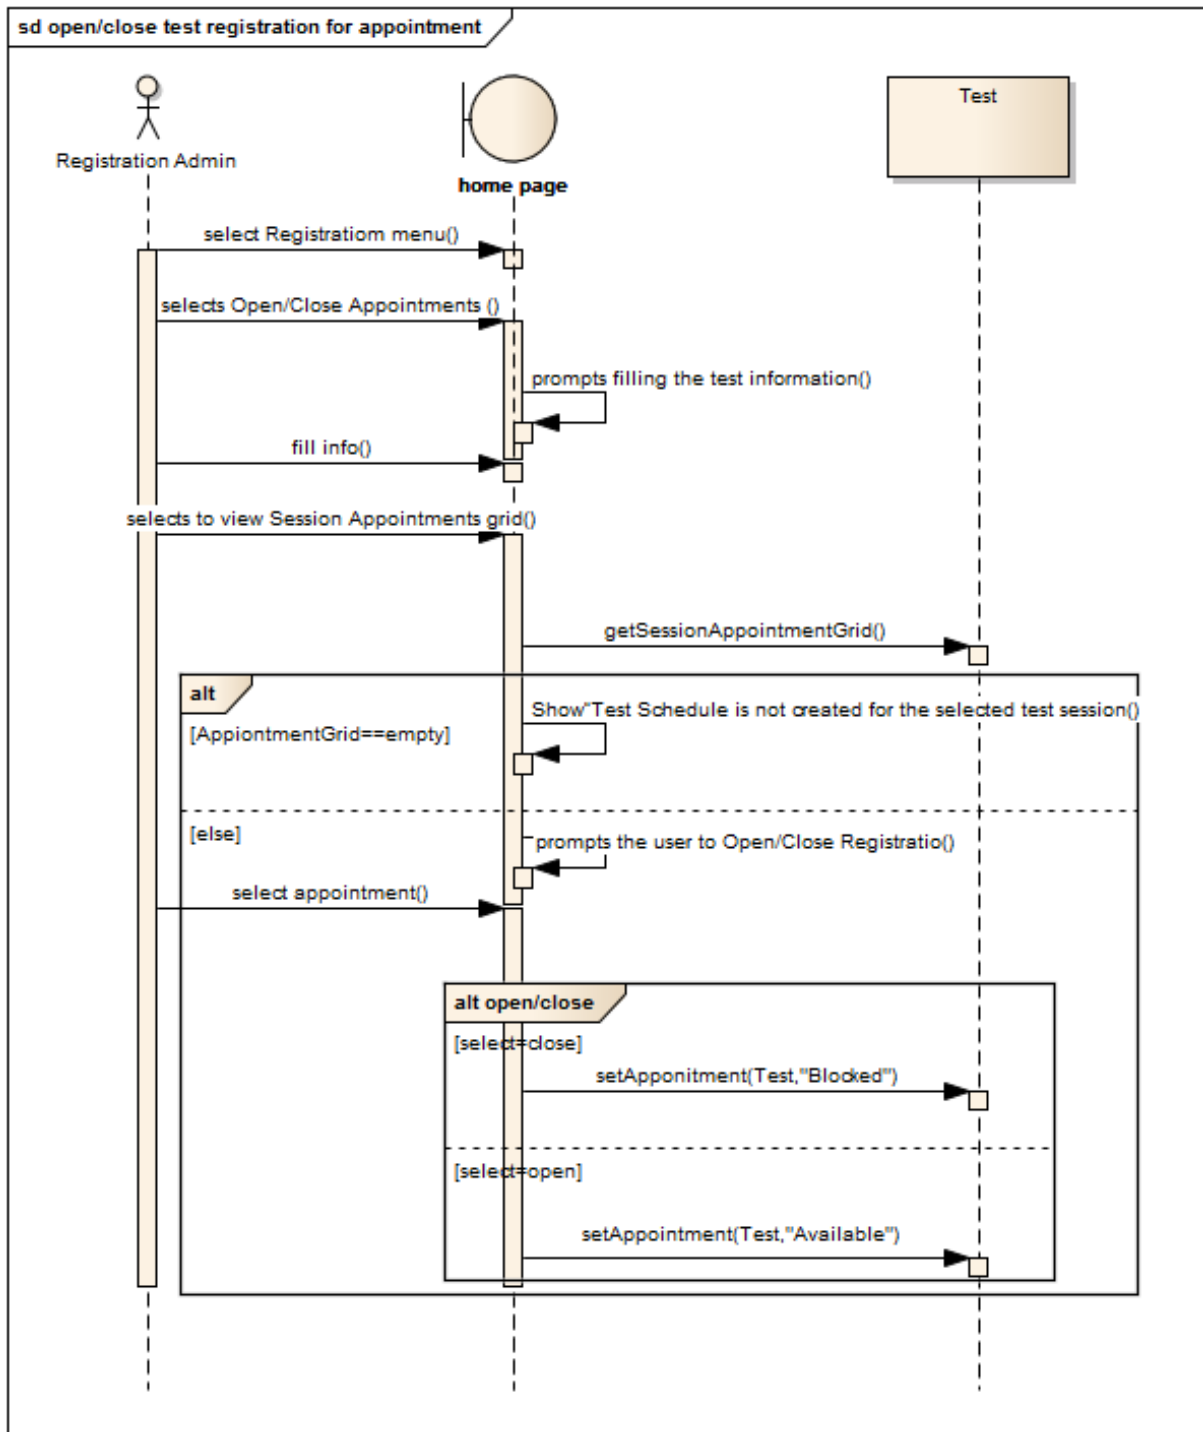 sd open/close test registration for appointment
Test
Registration Admin
home page
select Registratiom menu()
selects Open/Close Appointments ()
prompts filling the test information()
fill info()
selects to view Session Appointments grid()
getSessionAppointmentGrid()
alt
Show"Test Schedule is not created for the selected test session()
[AppiontmentGrid==empty]
[else]
prompts the user to Open/Close Registratio()
select appointment()
alt open/close
[select=close]
setApponitment(Test,"Blocked")
[select=open]
setAppointment(Test,"Available")